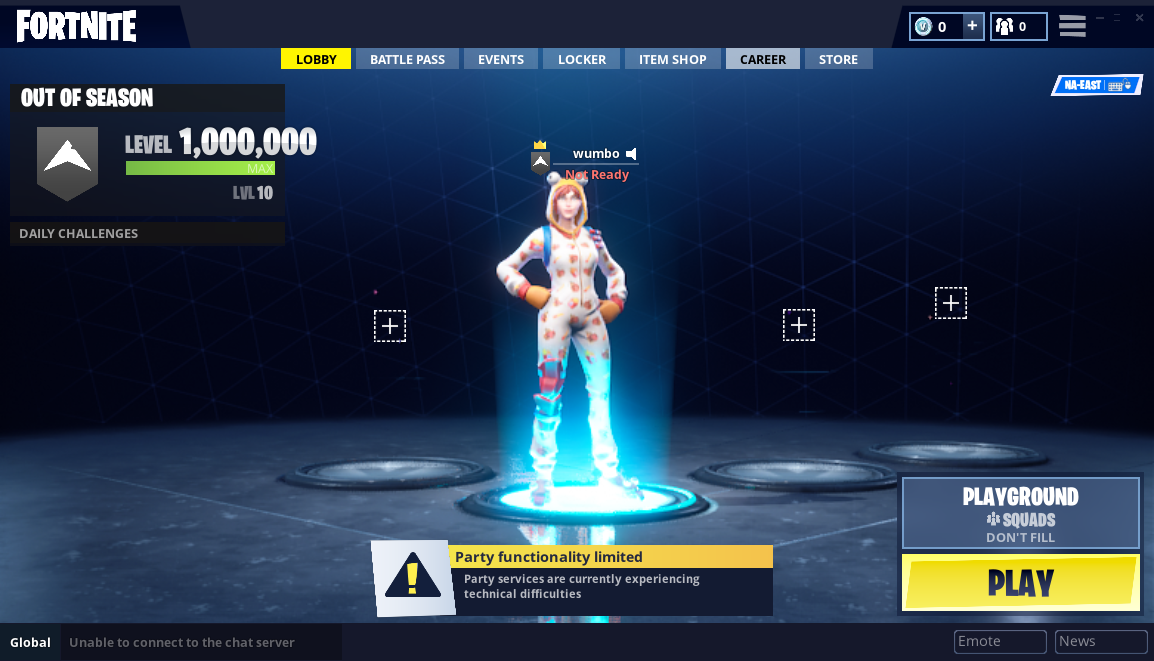 FORTNITE
0 +
0
LOBBY BATTLE PASS EVENTS LOCKER ITEM SHOP CAREER STORE
NA-EAST
OUT OF SEASON
LEVEL 1,000,000
MAX
LVL 10
DAILY CHALLENGES
wumbo
Not Ready
PLAYGROUND
SQUADS
DON'T FILL
PLAY
Party functionality limited
Party services are currently experiencing
technical difficulties
Global Unable to connect to the chat server
Emote News